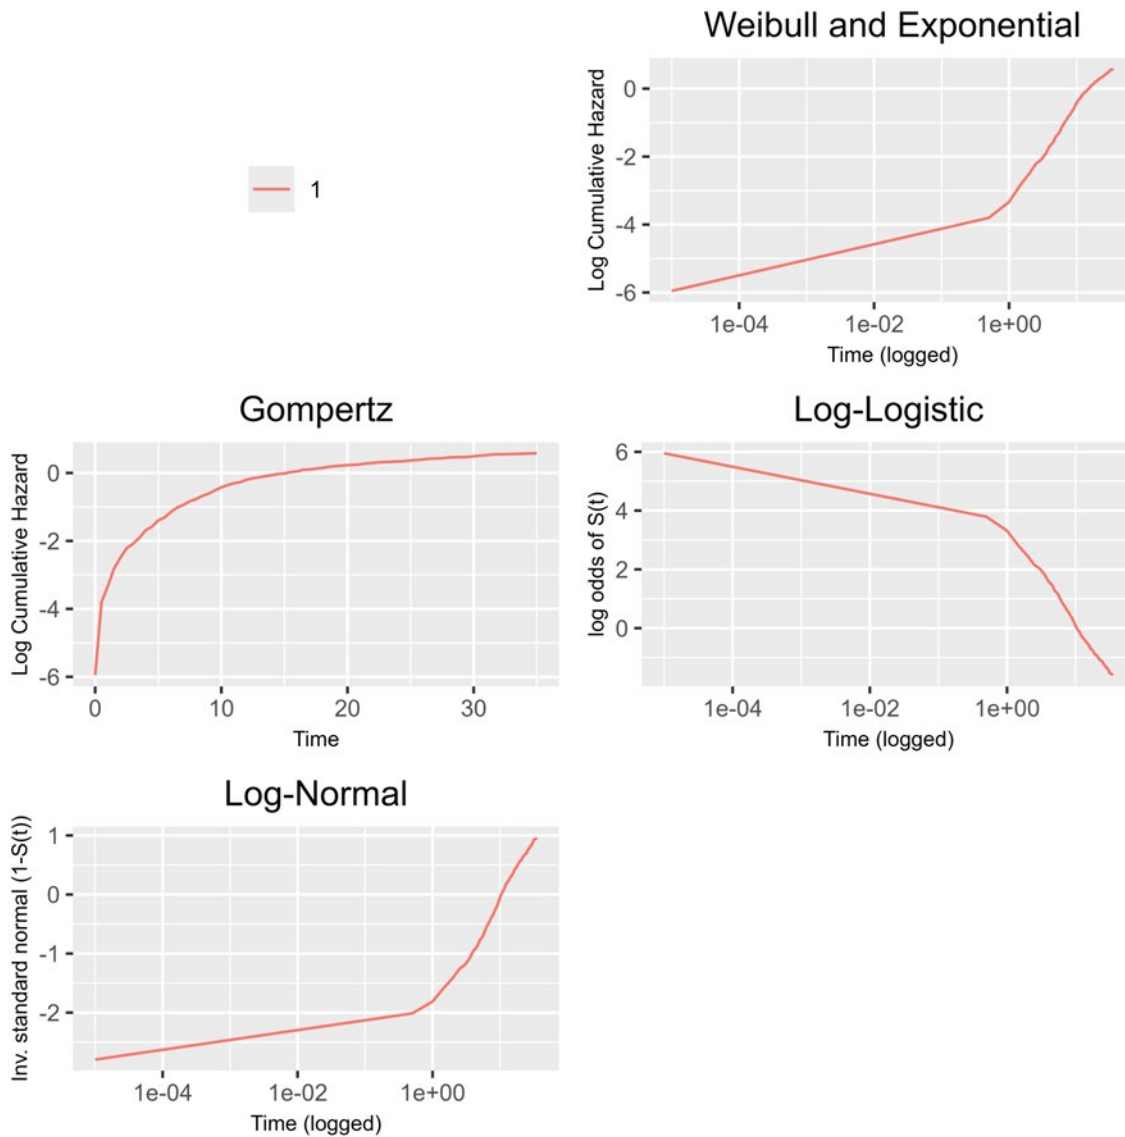 1
Weibull and Exponential
Log Cumulative Hazard
0
-2
-4
-6
1e-04 1e-02 1e+00
Time (logged)
Gompertz
Log Cumulative Hazard
0
-2
-4
-6
0 10 20 30
Time
Log-Logistic
log odds of S(t)
6
4
2
0
1e-04 1e-02 1e+00
Time (logged)
Log-Normal
Inv. standard normal (1-S(t))
1
0
-1
-2
1e-04 1e-02 1e+00
Time (logged)